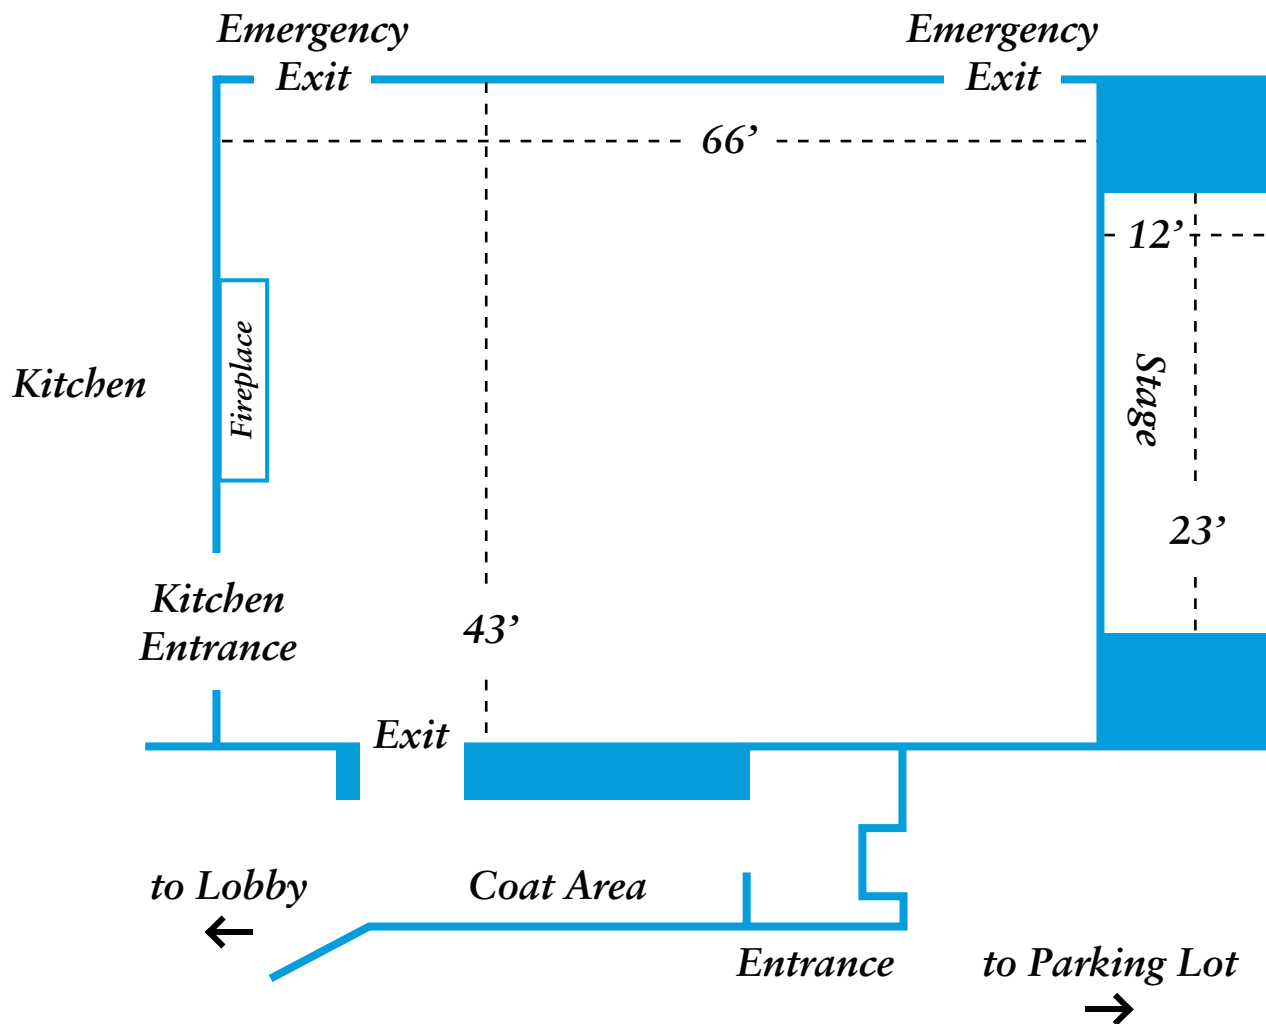 Emergency
Exit
Emergency
Exit
66’
12’
Fireplace
Stage
Kitchen
23’
Kitchen
Entrance
43’
Exit
to Lobby
Coat Area
Entrance
to Parking Lot